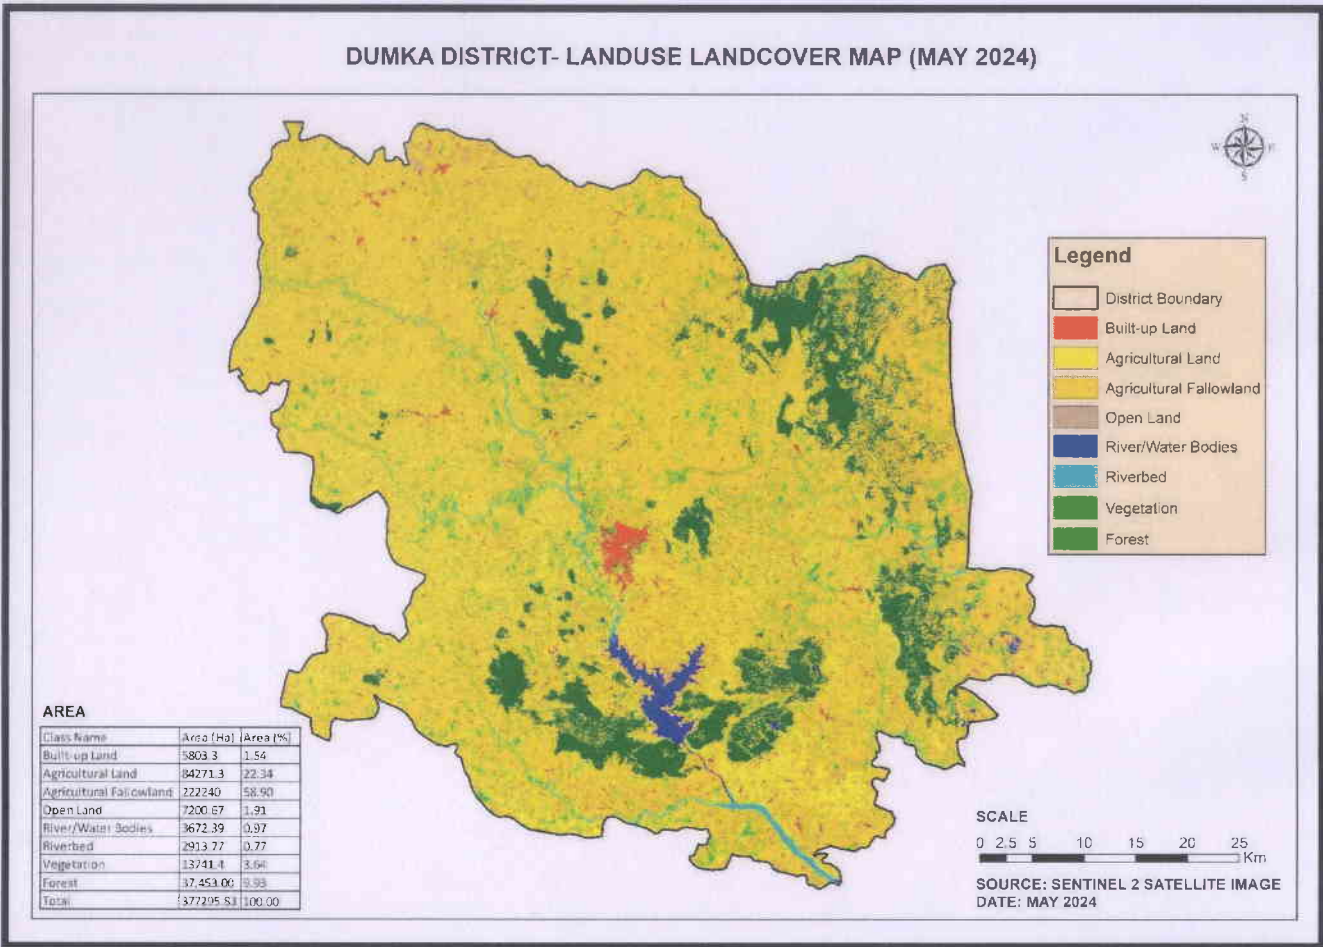 DUMKA DISTRICT- LANDUSE LANDCOVER MAP (MAY 2024)
N
W E
S
Legend
District Boundary
Built-up Land
Agricultural Land
Agricultural Fallowland
Open Land
River/Water Bodies
Riverbed
Vegetation
Forest
AREA
Class Name Area (Ha) Area (%)
Built-up Land 5803.3 1.54
Agricultural Land 84271.3 22.34
Agricultural Fallowland 222240 58.90
Open Land 7200.67 1.91
River/Water Bodies 3672.39 0.97
Riverbed 2913.77 0.77
Vegetation 13741.4 3.64
Forest 37,453.00 9.93
Total 377295.83 100.00
SCALE
0 2.5 5 10 15 20 25
Km
SOURCE: SENTINEL 2 SATELLITE IMAGE
DATE: MAY 2024